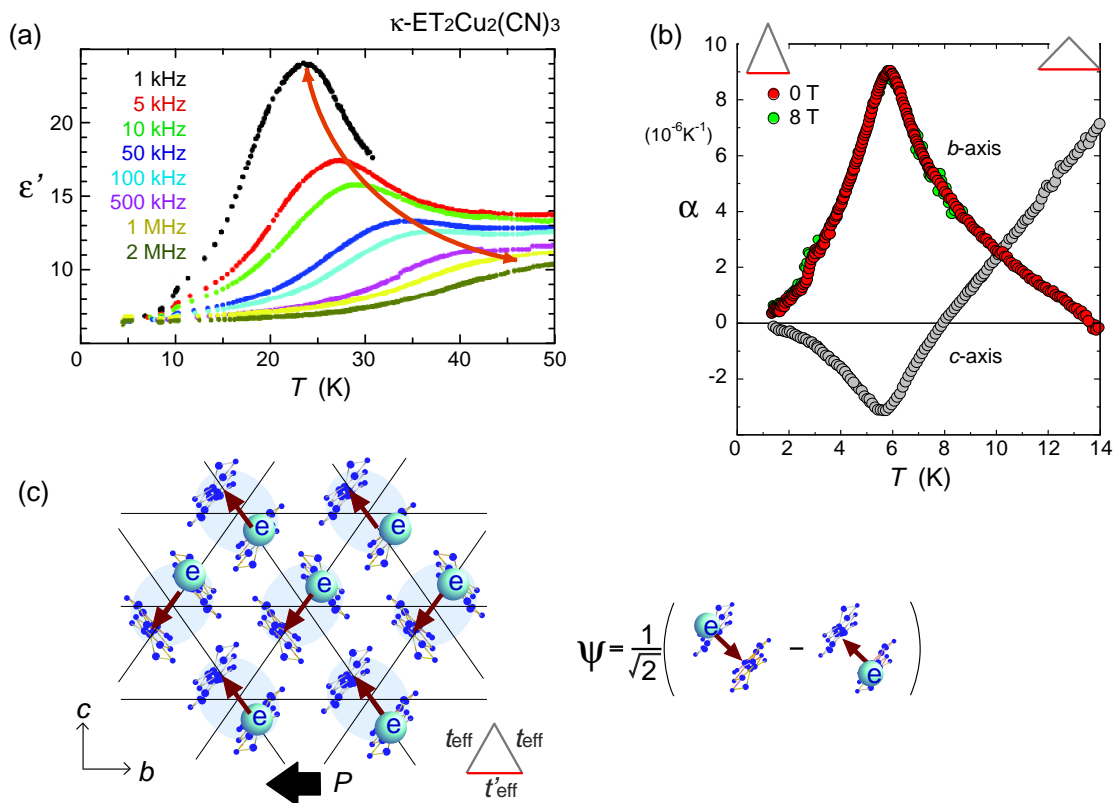 (a)
κ-ET2Cu2(CN)3
1 kHz
5 kHz
10 kHz
50 kHz
100 kHz
500 kHz
1 MHz
2 MHz
ε'
20
15
10
0
10
20
30
40
50
T (K)
(b)
10
8
6
4
2
0
-2
(10-6K-1)
α
0 T
8 T
b-axis
c-axis
0
2
4
6
8
10
12
14
T (K)
(c)
e e
e e e
e e
c
b
P
teff teff
t'eff
ψ = 1/√2 ( e − e )